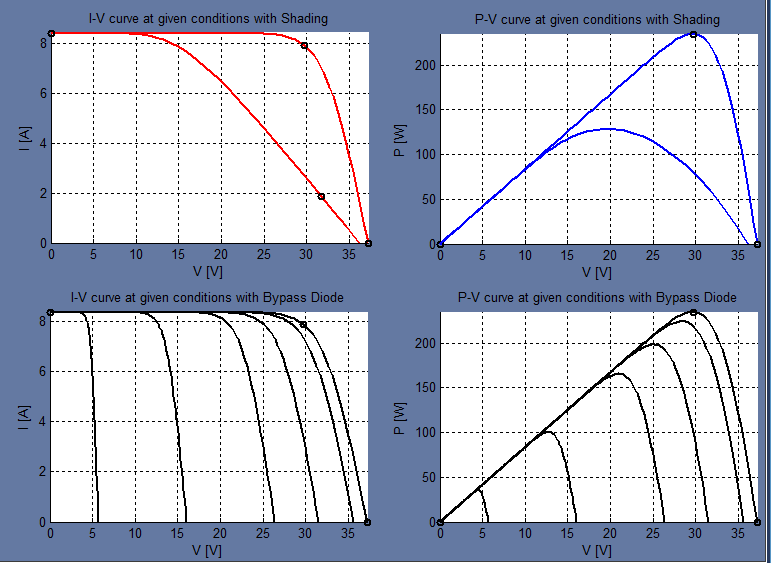 I-V curve at given conditions with Shading
8
6
4
2
0
I [A]
0 5 10 15 20 25 30 35
V [V]
P-V curve at given conditions with Shading
200
150
100
50
0
P [W]
0 5 10 15 20 25 30 35
V [V]
I-V curve at given conditions with Bypass Diode
8
6
4
2
0
I [A]
0 5 10 15 20 25 30 35
V [V]
P-V curve at given conditions with Bypass Diode
200
150
100
50
0
P [W]
0 5 10 15 20 25 30 35
V [V]